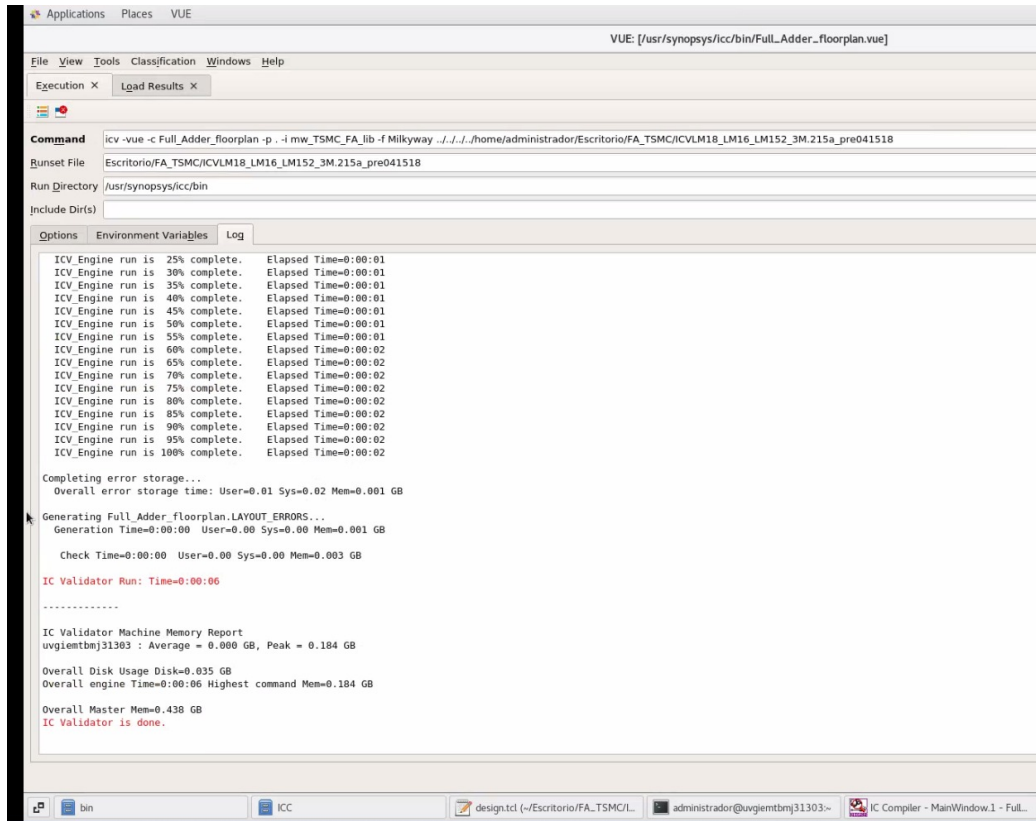 Applications Places VUE
VUE: [/usr/synopsys/icc/bin/Full_Adder_floorplan.vue]
File View Tools Classification Windows Help
Execution × Load Results ×
Command icv -vue -c Full_Adder_floorplan -p . -i mw_TSMC_FA_lib -f Milkyway ../../../../home/administrador/Escritorio/FA_TSMC/ICVLM18_LM16_LM152_3M.215a_pre041518
Runset File Escritorio/FA_TSMC/ICVLM18_LM16_LM152_3M.215a_pre041518
Run Directory /usr/synopsys/icc/bin
Include Dir(s)
Options Environment Variables Log
ICV_Engine run is 25% complete. Elapsed Time=0:00:01
ICV_Engine run is 30% complete. Elapsed Time=0:00:01
ICV_Engine run is 35% complete. Elapsed Time=0:00:01
ICV_Engine run is 40% complete. Elapsed Time=0:00:01
ICV_Engine run is 45% complete. Elapsed Time=0:00:01
ICV_Engine run is 50% complete. Elapsed Time=0:00:01
ICV_Engine run is 55% complete. Elapsed Time=0:00:01
ICV_Engine run is 60% complete. Elapsed Time=0:00:02
ICV_Engine run is 65% complete. Elapsed Time=0:00:02
ICV_Engine run is 70% complete. Elapsed Time=0:00:02
ICV_Engine run is 75% complete. Elapsed Time=0:00:02
ICV_Engine run is 80% complete. Elapsed Time=0:00:02
ICV_Engine run is 85% complete. Elapsed Time=0:00:02
ICV_Engine run is 90% complete. Elapsed Time=0:00:02
ICV_Engine run is 95% complete. Elapsed Time=0:00:02
ICV_Engine run is 100% complete. Elapsed Time=0:00:02
Completing error storage...
Overall error storage time: User=0.01 Sys=0.02 Mem=0.001 GB
Generating Full_Adder_floorplan.LAYOUT_ERRORS...
Generation Time=0:00:00 User=0.00 Sys=0.00 Mem=0.001 GB
Check Time=0:00:00 User=0.00 Sys=0.00 Mem=0.003 GB
IC Validator Run: Time=0:00:06
-------------
IC Validator Machine Memory Report
uvgiemtbmj31303 : Average = 0.000 GB, Peak = 0.184 GB
Overall Disk Usage Disk=0.035 GB
Overall engine Time=0:00:06 Highest command Mem=0.184 GB
Overall Master Mem=0.438 GB
IC Validator is done.
bin ICC design.tcl (~/Escritorio/FA_TSMC/I... administrador@uvgiemtbmj31303:~ IC Compiler - MainWindow.1 - Full...